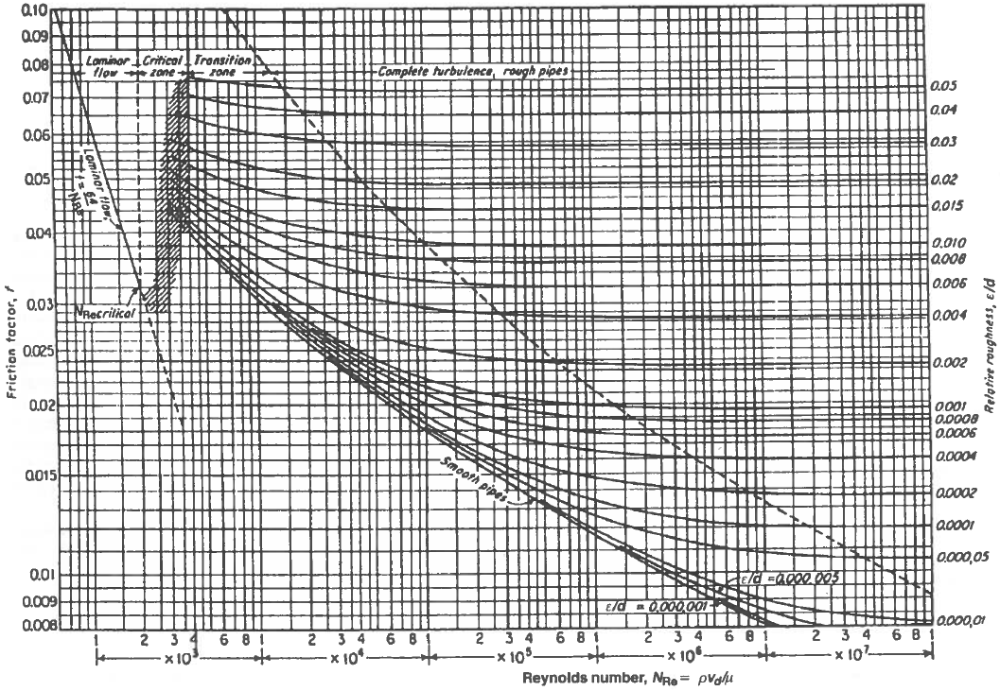 0.10
0.09
0.08
0.07
0.06
0.05
0.04
0.03
0.025
0.02
0.015
0.01
0.009
0.008
Friction factor, f
Laminar flow
Critical zone
Transition zone
Complete turbulence, rough pipes
Laminar flow,
f = 64/NRe
NRecritical
Smooth pipes
ε/d = 0.000,005
ε/d = 0.000,001
0.05
0.04
0.03
0.02
0.015
0.010
0.008
0.006
0.004
0.002
0.001
0.0008
0.0006
0.0004
0.0002
0.0001
0.000,05
0.000,01
Relative roughness, ε/d
1 2 3 4 6 8 1 2 3 4 6 8 1 2 3 4 6 8 1 2 3 4 6 8 1 2 3 4 6 8 1
×10³ ×10⁴ ×10⁵ ×10⁶ ×10⁷
Reynolds number, NRe = ρvd/μ